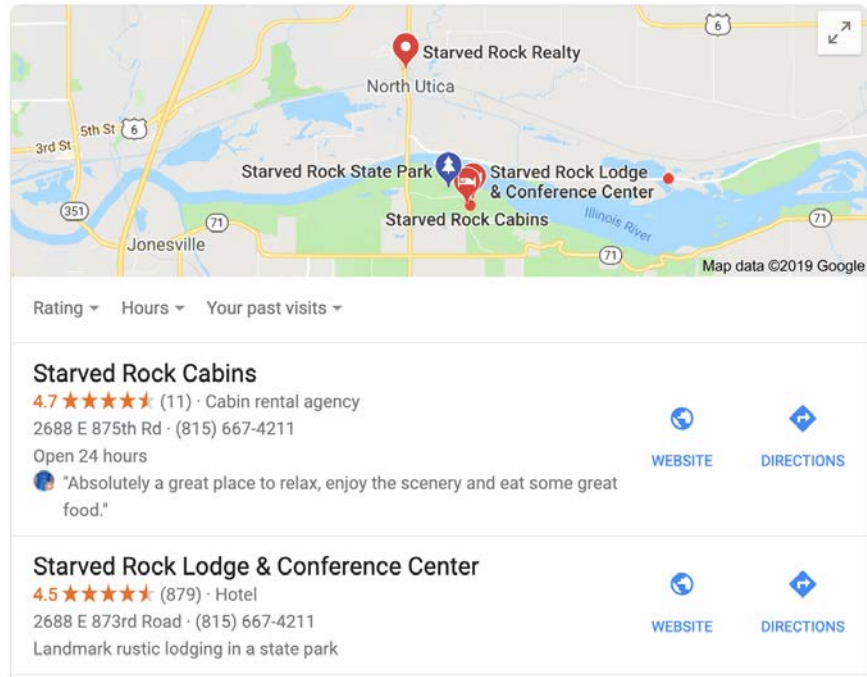 6
Starved Rock Realty
North Utica
5th St
6
3rd St
Starved Rock State Park
Starved Rock Lodge
& Conference Center
Starved Rock Cabins
351
71
Illinois River
71
Jonesville
71
Map data ©2019 Google
Rating Hours Your past visits
Starved Rock Cabins
4.7 (11) · Cabin rental agency
2688 E 875th Rd · (815) 667-4211
Open 24 hours
"Absolutely a great place to relax, enjoy the scenery and eat some great
food."
WEBSITE
DIRECTIONS
Starved Rock Lodge & Conference Center
4.5 (879) · Hotel
2688 E 873rd Road · (815) 667-4211
Landmark rustic lodging in a state park
WEBSITE
DIRECTIONS